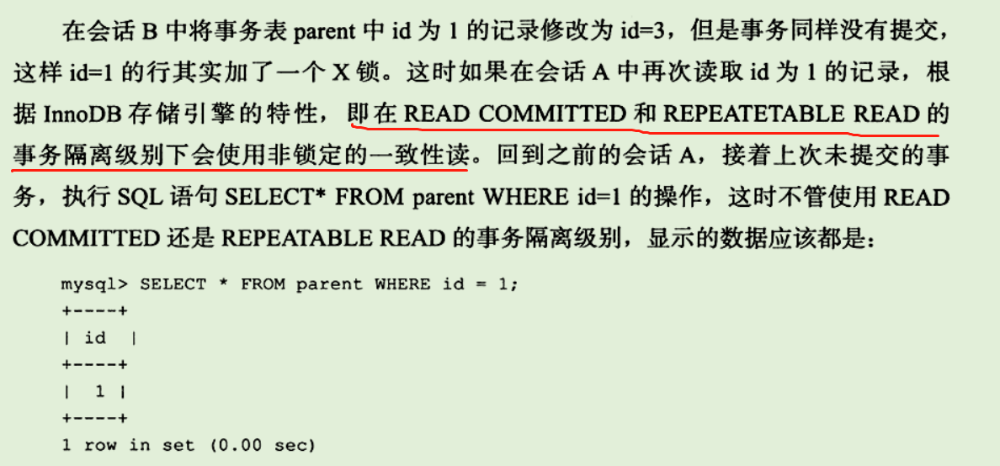 在会话 B 中将事务表 parent 中 id 为 1 的记录修改为 id=3，但是事务同样没有提交，
这样 id=1 的行其实加了一个 X 锁。这时如果在会话 A 中再次读取 id 为 1 的记录，根
据 InnoDB 存储引擎的特性，即在 READ COMMITTED 和 REPEATETABLE READ 的
事务隔离级别下会使用非锁定的一致性读。回到之前的会话 A，接着上次未提交的事
务，执行 SQL 语句 SELECT* FROM parent WHERE id=1 的操作，这时不管使用 READ
COMMITTED 还是 REPEATABLE READ 的事务隔离级别，显示的数据应该都是：
mysql> SELECT * FROM parent WHERE id = 1;
+----+
| id |
+----+
| 1 |
+----+
1 row in set (0.00 sec)